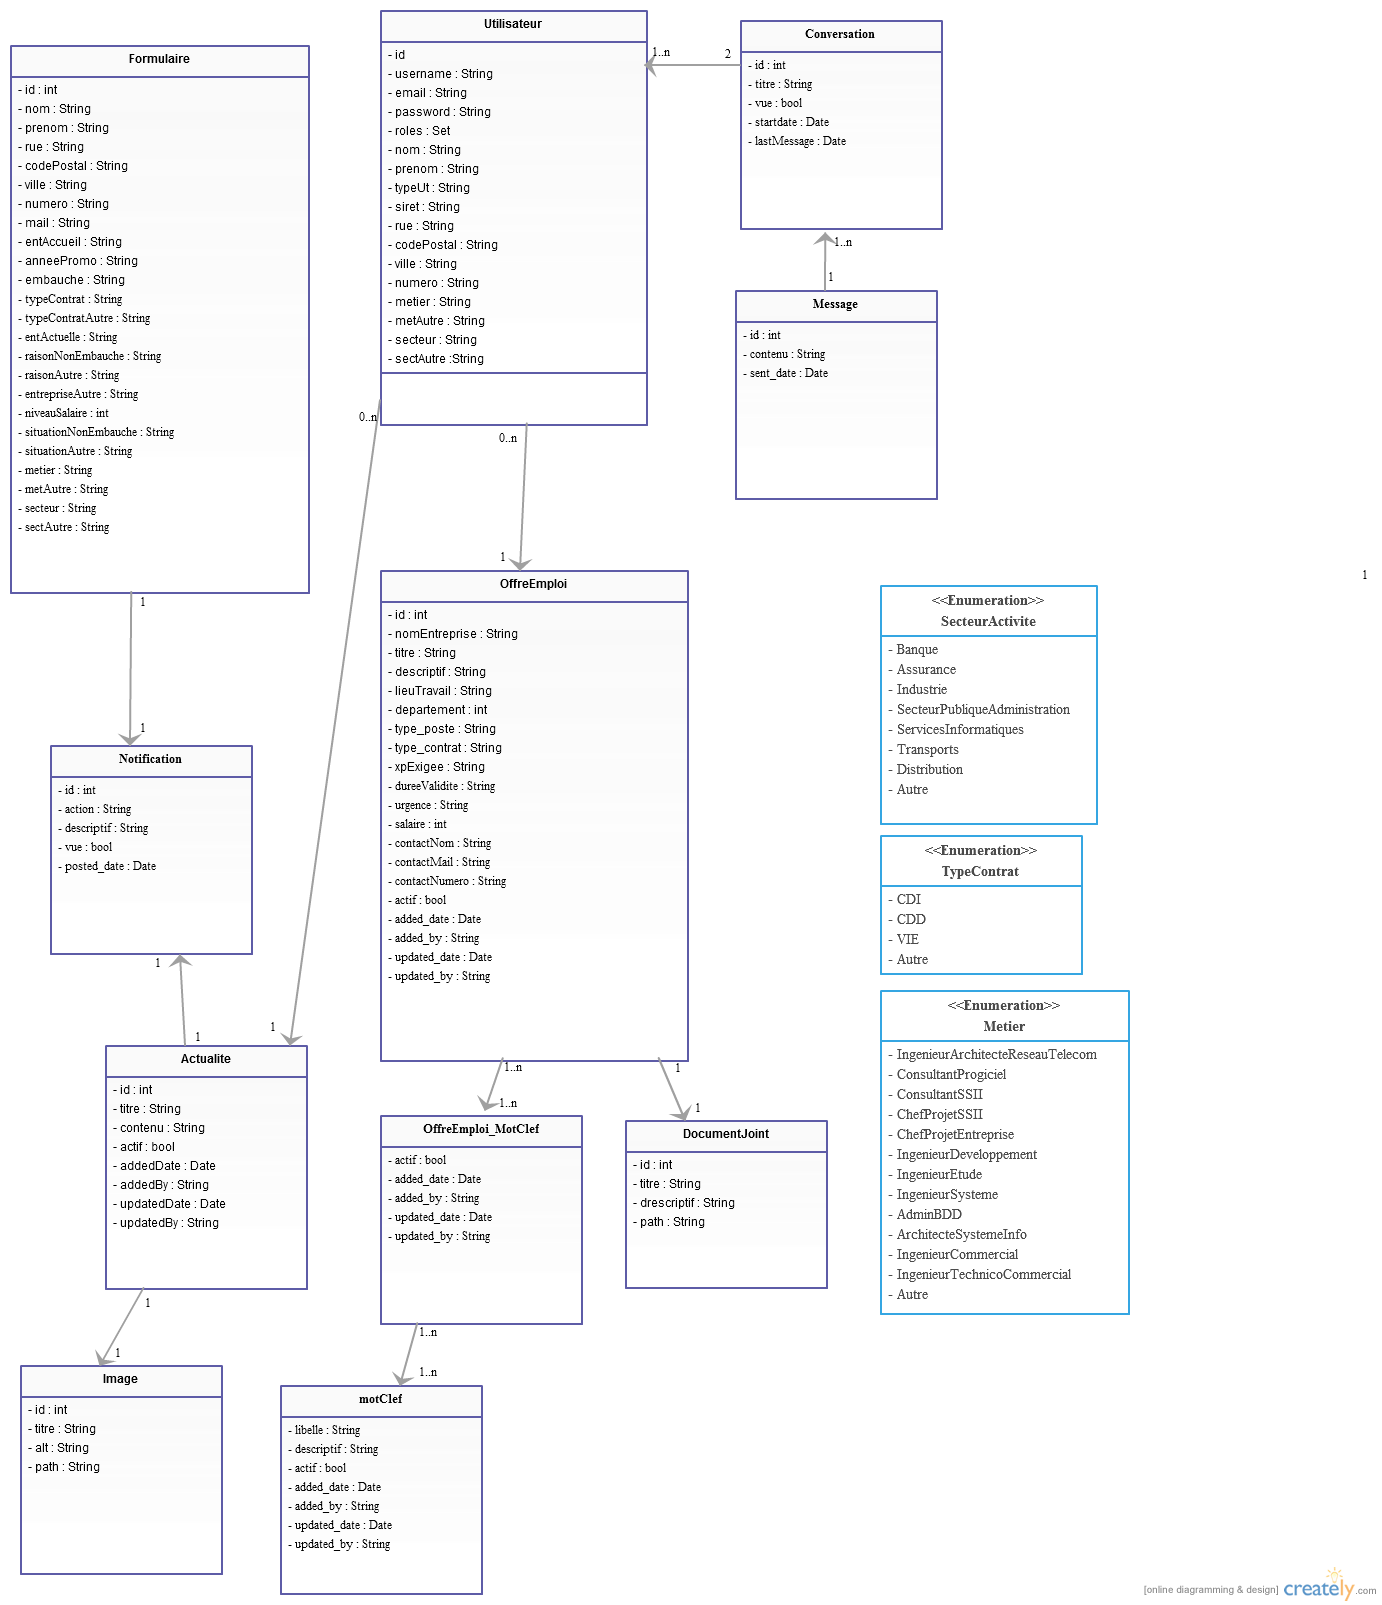 Formulaire
- id : int
- nom : String
- prenom : String
- rue : String
- codePostal : String
- ville : String
- numero : String
- mail : String
- entAccueil : String
- anneePromo : String
- embauche : String
- typeContrat : String
- typeContratAutre : String
- entActuelle : String
- raisonNonEmbauche : String
- raisonAutre : String
- entrepriseAutre : String
- niveauSalaire : int
- situationNonEmbauche : String
- situationAutre : String
- metier : String
- metAutre : String
- secteur : String
- sectAutre : String
Utilisateur
- id
- username : String
- email : String
- password : String
- roles : Set
- nom : String
- prenom : String
- typeUt : String
- siret : String
- rue : String
- codePostal : String
- ville : String
- numero : String
- metier : String
- metAutre : String
- secteur : String
- sectAutre :String
1..n
2
Conversation
- id : int
- titre : String
- vue : bool
- startdate : Date
- lastMessage : Date
1..n
1
Message
- id : int
- contenu : String
- sent_date : Date
0..n
0..n
1
1
OffreEmploi
- id : int
- nomEntreprise : String
- titre : String
- descriptif : String
- lieuTravail : String
- departement : int
- type_poste : String
- type_contrat : String
- xpExigee : String
- dureeValidite : String
- urgence : String
- salaire : int
- contactNom : String
- contactMail : String
- contactNumero : String
- actif : bool
- added_date : Date
- added_by : String
- updated_date : Date
- updated_by : String
1
<<Enumeration>>
SecteurActivite
- Banque
- Assurance
- Industrie
- SecteurPubliqueAdministration
- ServicesInformatiques
- Transports
- Distribution
- Autre
<<Enumeration>>
TypeContrat
- CDI
- CDD
- VIE
- Autre
<<Enumeration>>
Metier
- IngenieurArchitecteReseauTelecom
- ConsultantProgiciel
- ConsultantSSII
- ChefProjetSSII
- ChefProjetEntreprise
- IngenieurDeveloppement
- IngenieurEtude
- IngenieurSysteme
- AdminBDD
- ArchitecteSystemeInfo
- IngenieurCommercial
- IngenieurTechnicoCommercial
- Autre
1
Notification
- id : int
- action : String
- descriptif : String
- vue : bool
- posted_date : Date
1
1
1
Actualite
- id : int
- titre : String
- contenu : String
- actif : bool
- addedDate : Date
- addedBy : String
- updatedDate : Date
- updatedBy : String
1..n
1
1..n
1
OffreEmploi_MotClef
- actif : bool
- added_date : Date
- added_by : String
- updated_date : Date
- updated_by : String
DocumentJoint
- id : int
- titre : String
- drescriptif : String
- path : String
1
1
Image
- id : int
- titre : String
- alt : String
- path : String
1..n
1..n
motClef
- libelle : String
- descriptif : String
- actif : bool
- added_date : Date
- added_by : String
- updated_date : Date
- updated_by : String
[online diagramming & design] creately.com